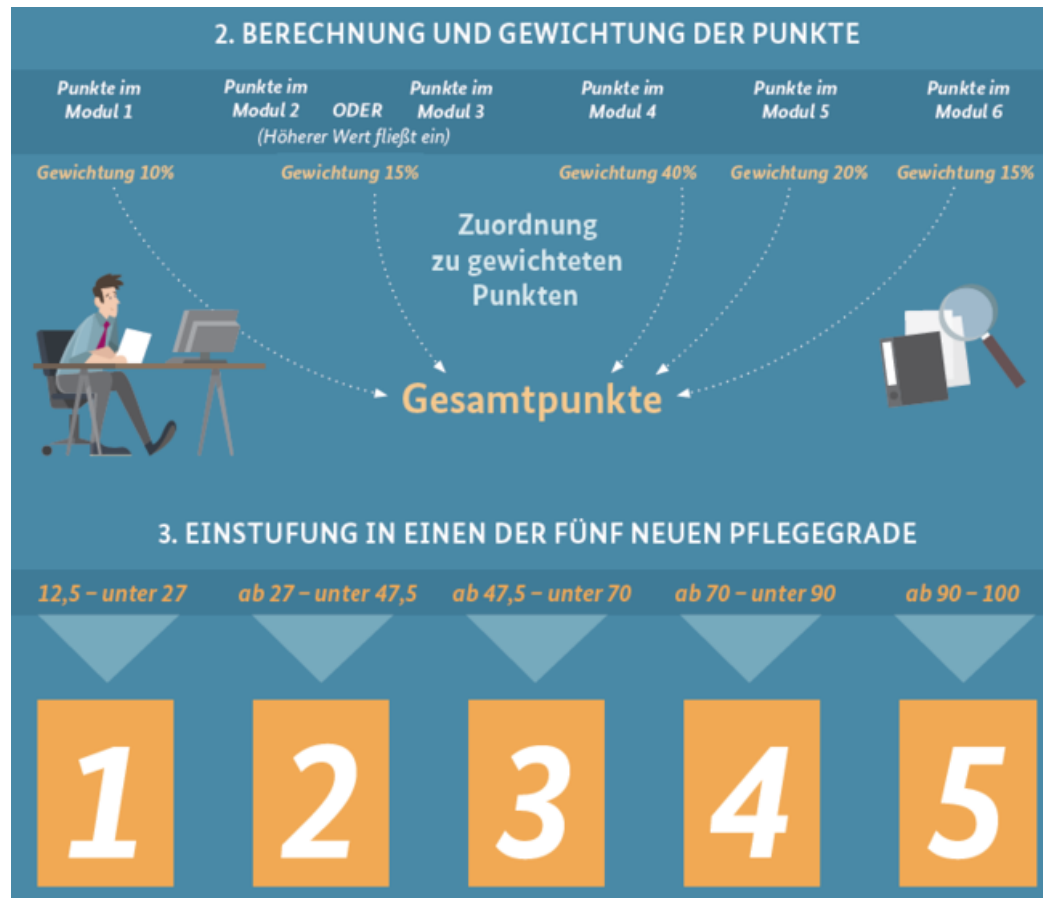 2. BERECHNUNG UND GEWICHTUNG DER PUNKTE
Punkte im Modul 1
Punkte im Modul 2 ODER Punkte im Modul 3
(Höherer Wert fließt ein)
Punkte im Modul 4
Punkte im Modul 5
Punkte im Modul 6
Gewichtung 10% Gewichtung 15% Gewichtung 40% Gewichtung 20% Gewichtung 15%
Zuordnung
zu gewichteten
Punkten
Gesamtpunkte
3. EINSTUFUNG IN EINEN DER FÜNF NEUEN PFLEGEGRADE
12,5 – unter 27 ab 27 – unter 47,5 ab 47,5 – unter 70 ab 70 – unter 90 ab 90 – 100
1 2 3 4 5